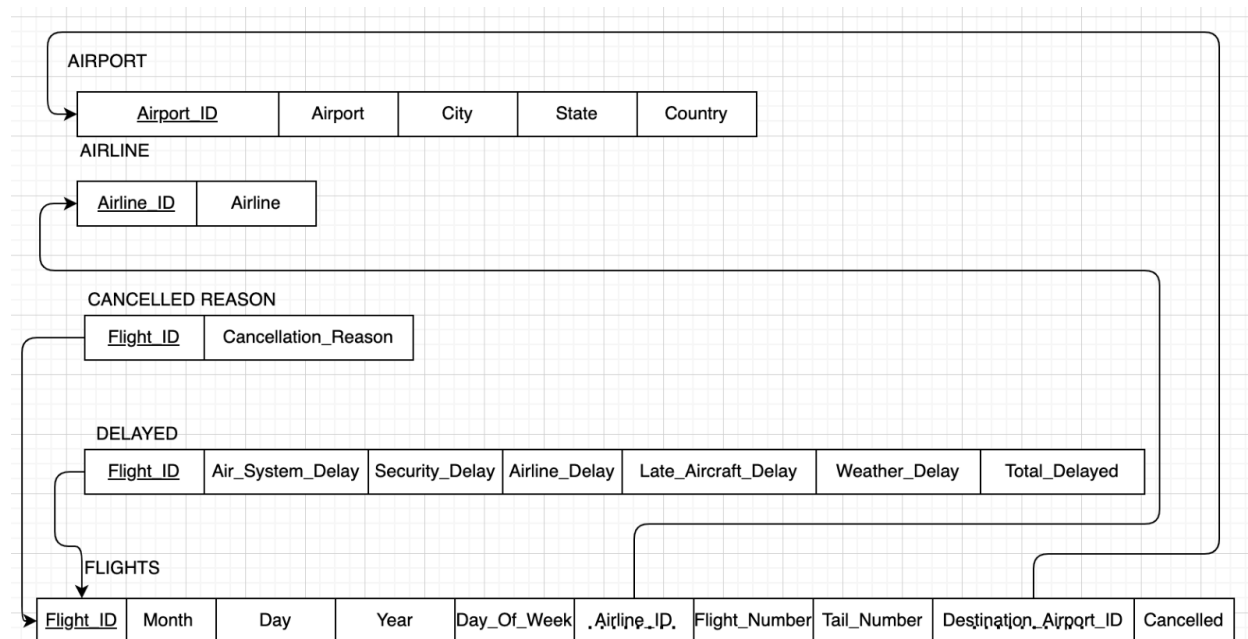 AIRPORT
Airport_ID Airport City State Country
AIRLINE
Airline_ID Airline
CANCELLED REASON
Flight_ID Cancellation_Reason
DELAYED
Flight_ID Air_System_Delay Security_Delay Airline_Delay Late_Aircraft_Delay Weather_Delay Total_Delayed
FLIGHTS
Flight_ID Month Day Year Day_Of_Week Airline_ID Flight_Number Tail_Number Destination_Airport_ID Cancelled